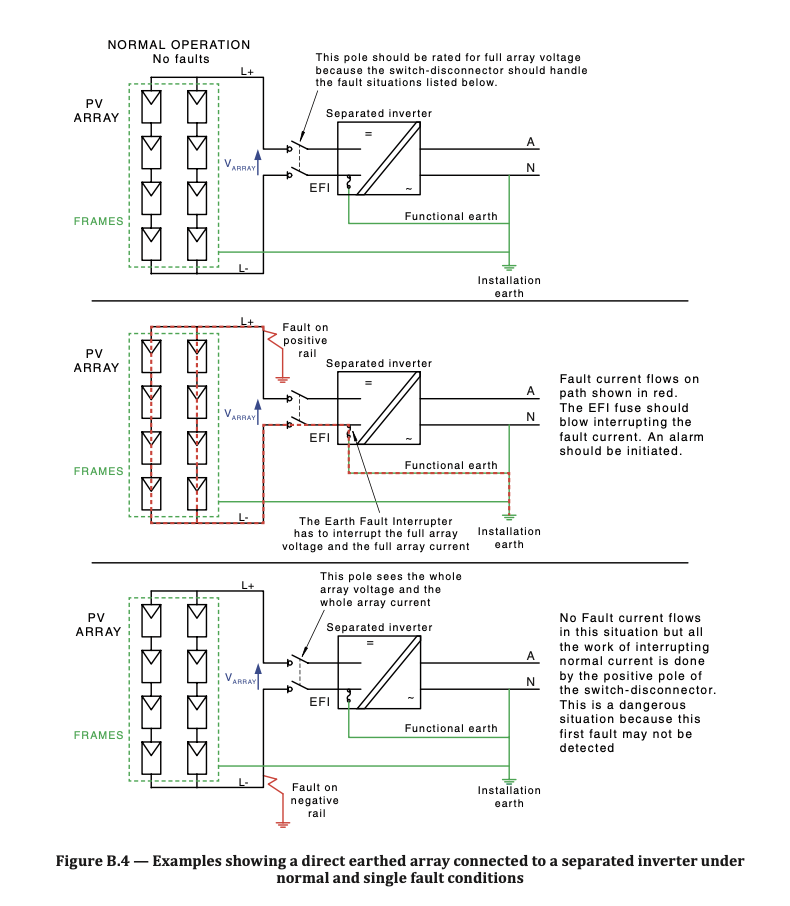 NORMAL OPERATION
No faults
L+
This pole should be rated for full array voltage
because the switch-disconnector should handle
the fault situations listed below.
PV
ARRAY
Separated inverter
=
A
V ARRAY
N
EFI
~
FRAMES
Functional earth
L-
Installation
earth
L+
Fault on
positive
rail
PV
ARRAY
Separated inverter
=
Fault current flows on
path shown in red.
The EFI fuse should
blow interrupting the
fault current. An alarm
should be initiated.
A
V ARRAY
N
EFI
~
FRAMES
Functional earth
L-
The Earth Fault Interrupter
has to interrupt the full array
voltage and the full array current
Installation
earth
This pole sees the whole
array voltage and the
whole array current
L+
PV
ARRAY
Separated inverter
=
No Fault current flows
in this situation but all
the work of interrupting
normal current is done
by the positive pole of
the switch-disconnector.
This is a dangerous
situation because this
first fault may not be
detected
A
V ARRAY
N
EFI
~
FRAMES
Functional earth
L-
Fault on
negative
rail
Installation
earth
Figure B.4 — Examples showing a direct earthed array connected to a separated inverter under
normal and single fault conditions